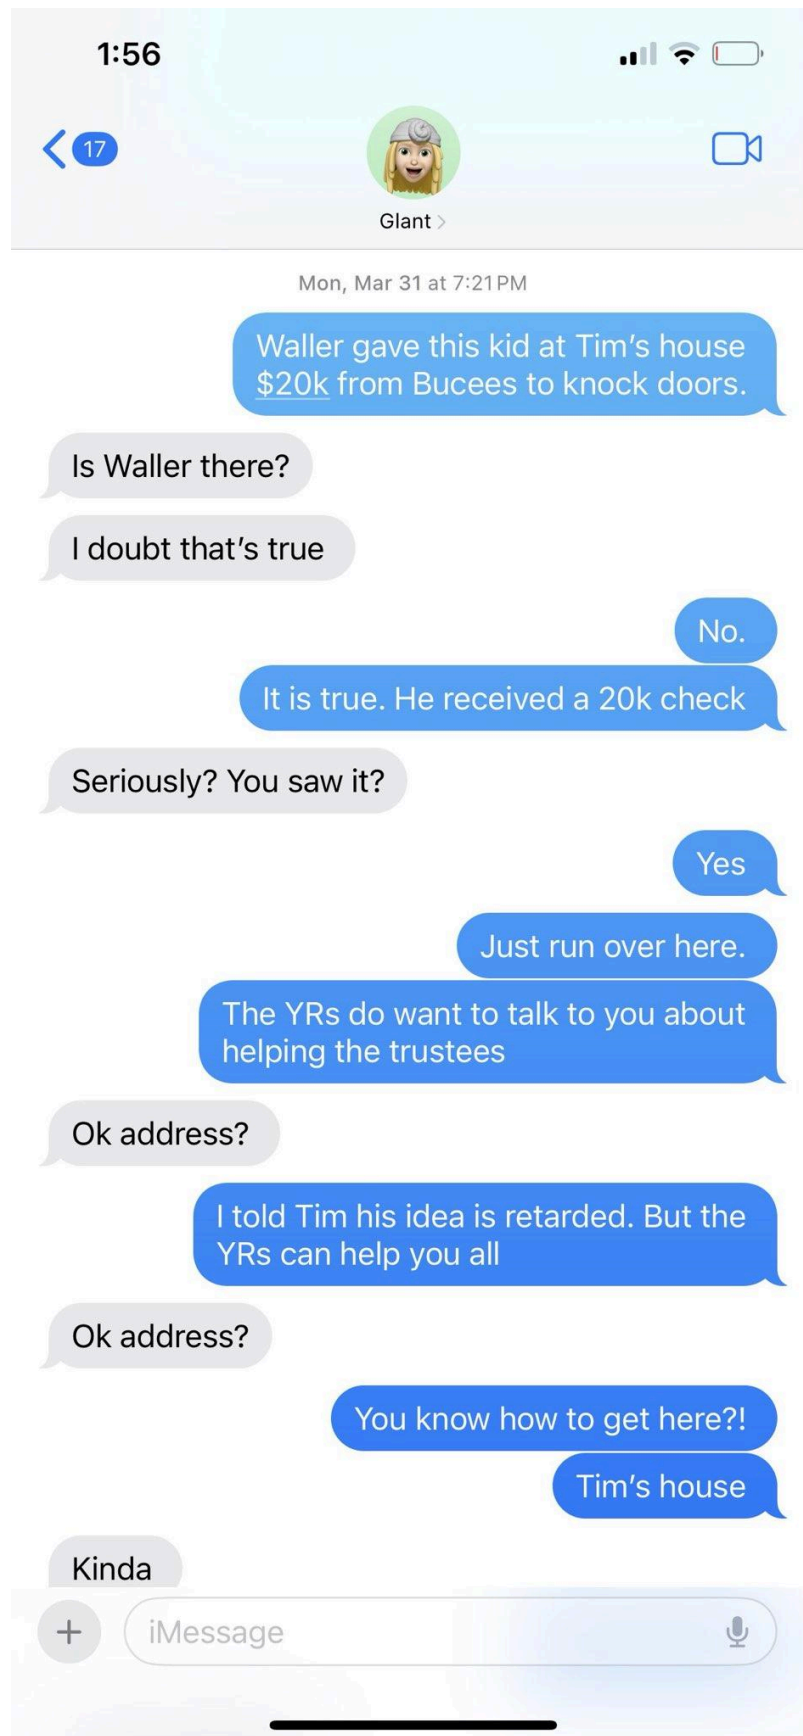 1:56
17
Glant
Mon, Mar 31 at 7:21 PM
Waller gave this kid at Tim's house
$20k from Bucees to knock doors.
Is Waller there?
I doubt that's true
No.
It is true. He received a 20k check
Seriously? You saw it?
Yes
Just run over here.
The YRs do want to talk to you about
helping the trustees
Ok address?
I told Tim his idea is retarded. But the
YRs can help you all
Ok address?
You know how to get here?!
Tim's house
Kinda
iMessage